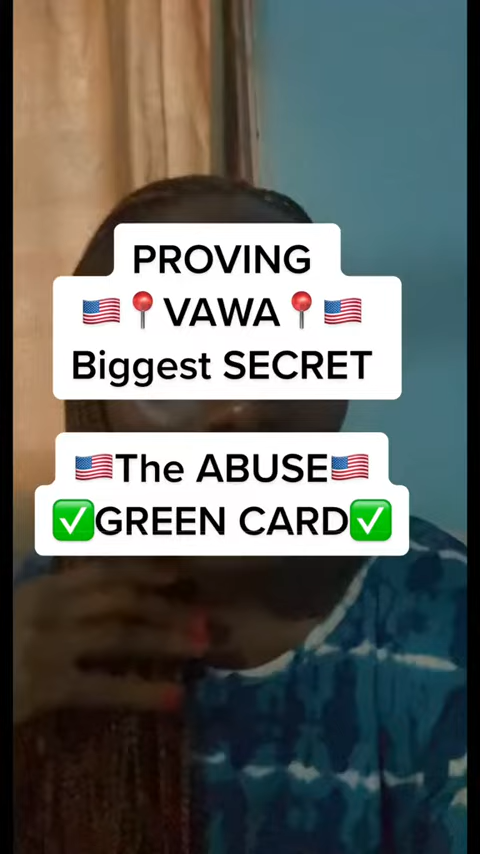 PROVING
🇺🇸📍VAWA📍🇺🇸
Biggest SECRET
🇺🇸The ABUSE🇺🇸
✅GREEN CARD✅